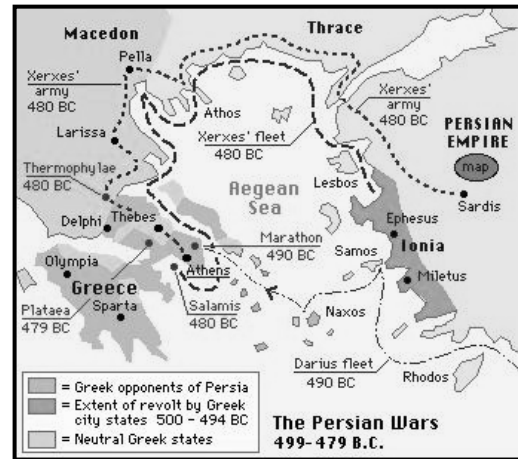 Macedon
Thrace
Pella
Xerxes'
army
480 BC
Athos
Xerxes' fleet
480 BC
Xerxes'
army
480 BC
PERSIAN
EMPIRE
map
Larissa
Lesbos
Sardis
Thermophylae
480 BC
Aegean
Sea
Delphi
Thebes
Marathon
490 BC
Ephesus
Ionia
Samos
Olympia
Athens
Miletus
Greece
Plataea
479 BC
Sparta
Salamis
480 BC
Naxos
Darius fleet
490 BC
Rhodos
= Greek opponents of Persia
= Extent of revolt by Greek
city states 500 - 494 BC
= Neutral Greek states
The Persian Wars
499-479 B.C.